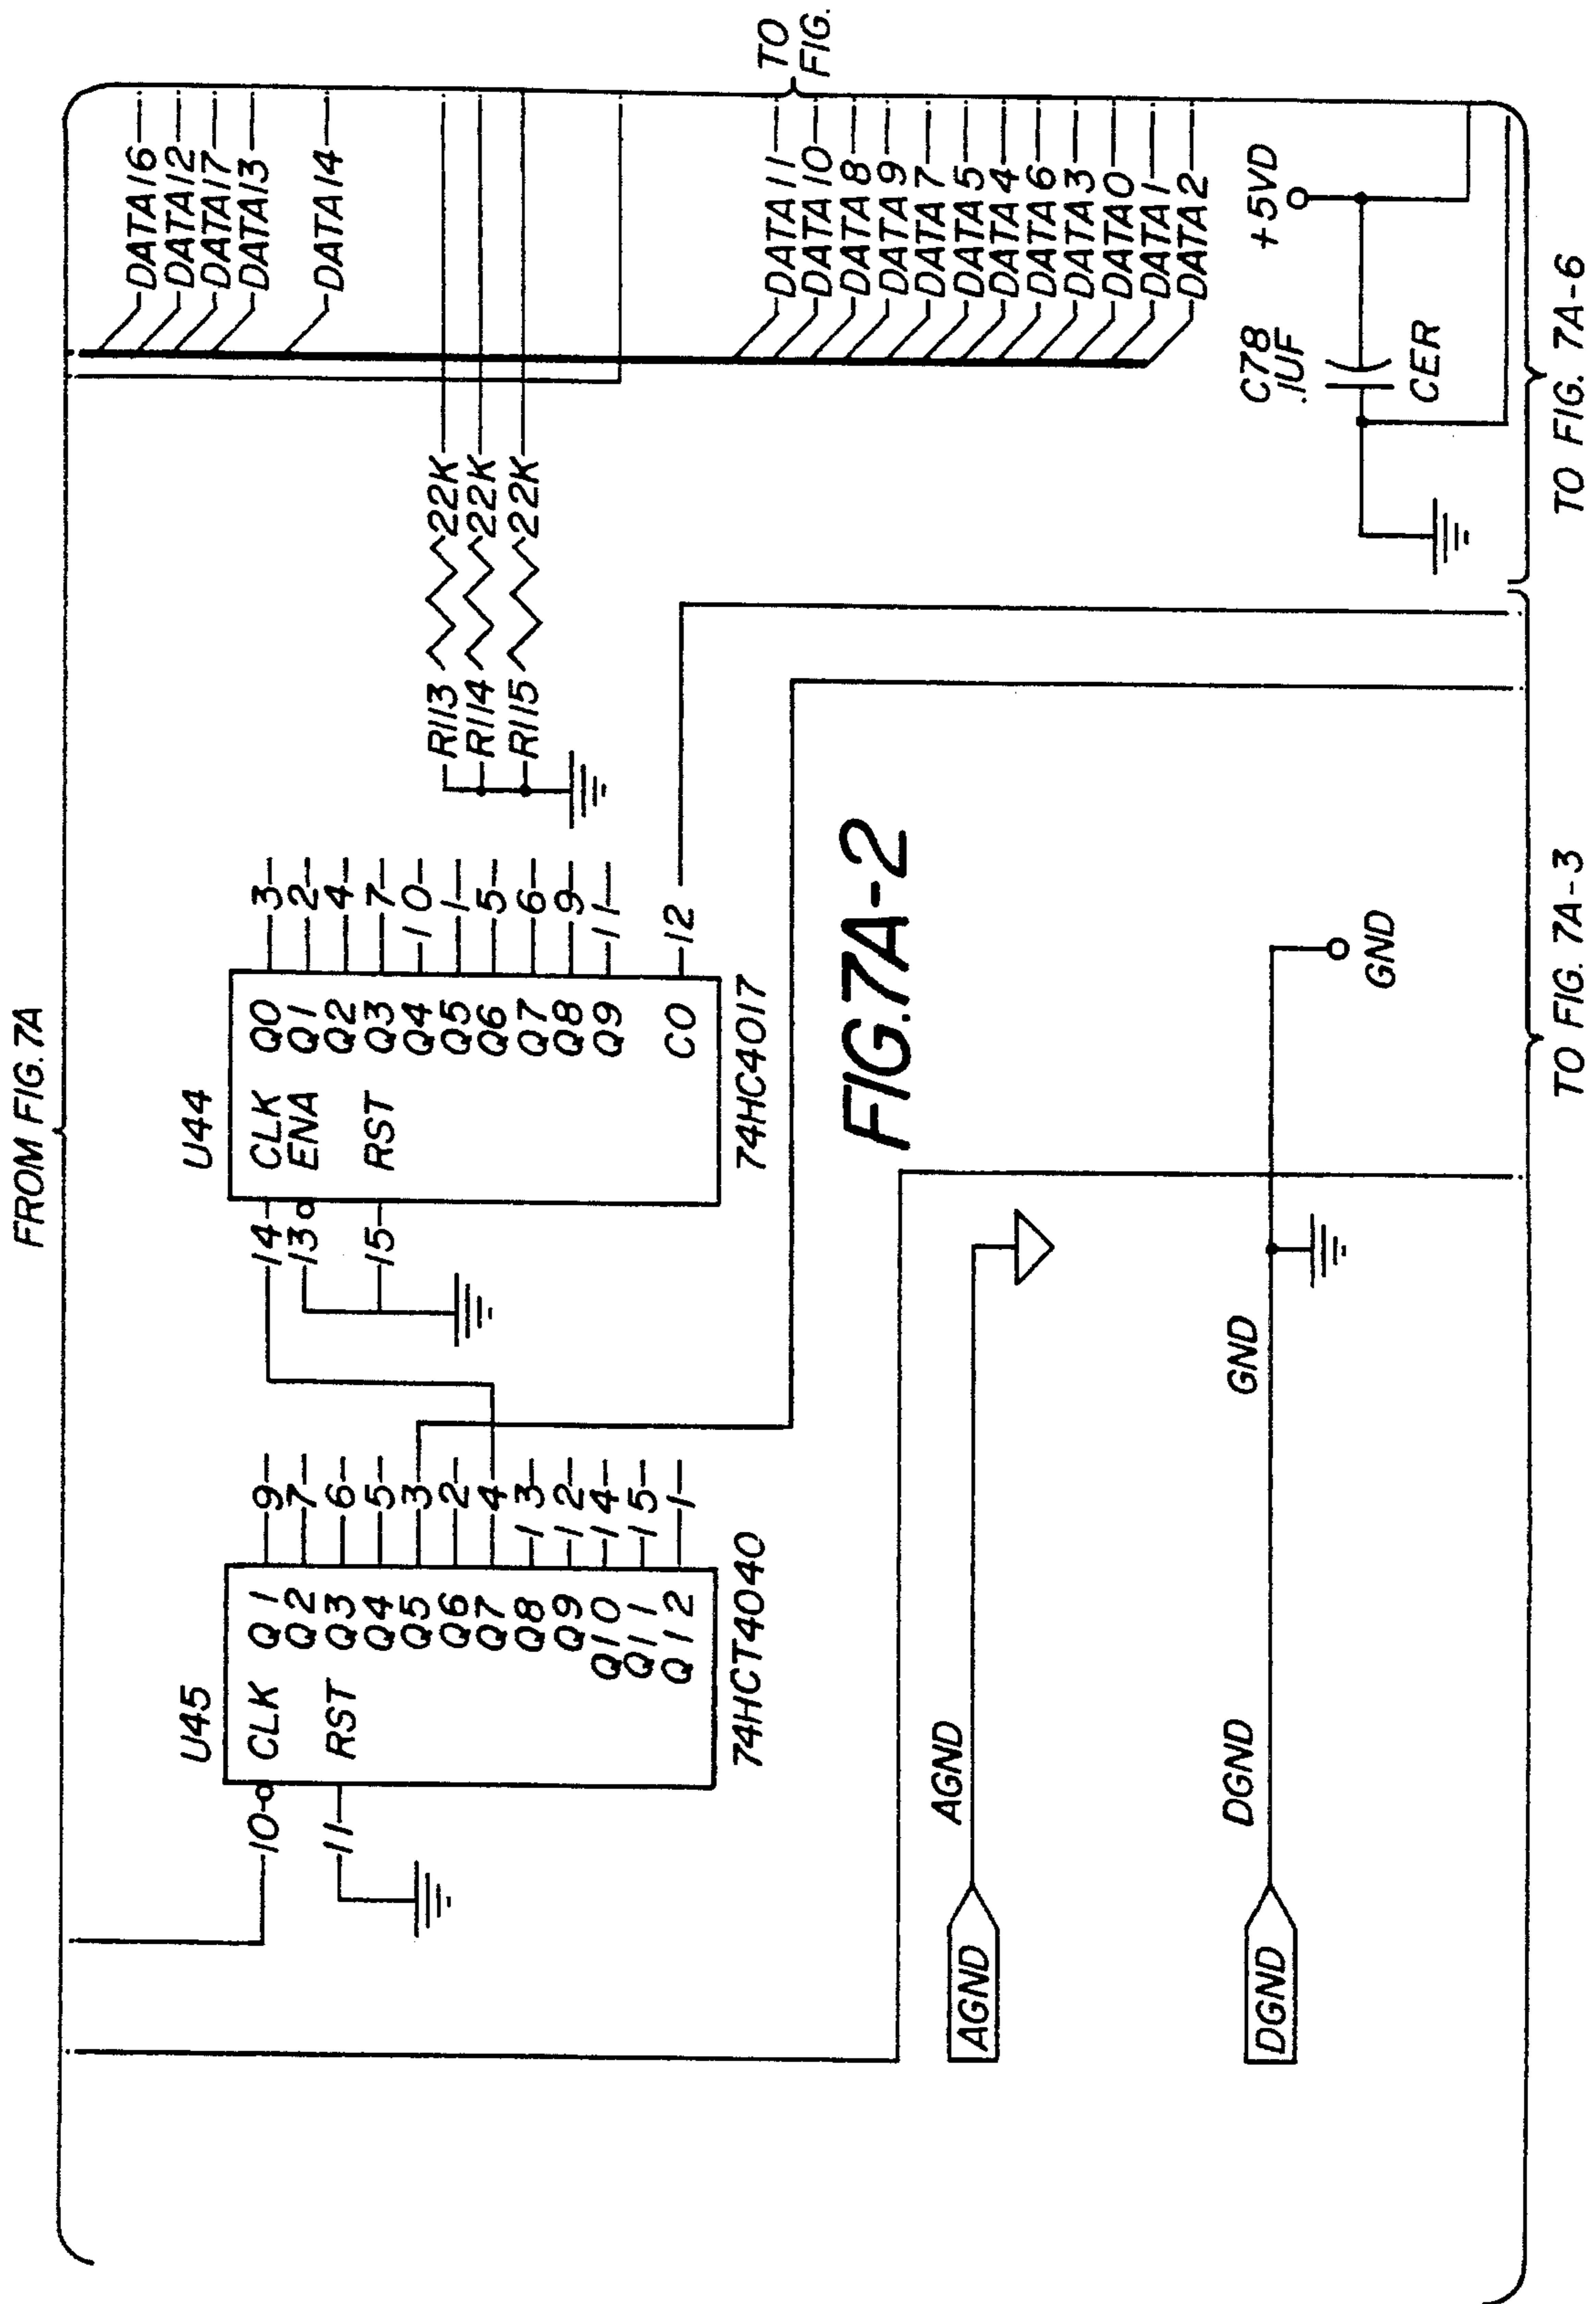 FROM FIG. 7A
U45
10
CLK
11
RST
Q1
9
Q2
7
Q3
6
Q4
5
Q5
3
Q6
2
Q7
4
Q8
13
Q9
12
Q10
14
Q11
15
Q12
1
74HCT4040
U44
14
CLK
13
ENA
15
RST
Q0
3
Q1
2
Q2
4
Q3
7
Q4
10
Q5
1
Q6
5
Q7
6
Q8
9
Q9
11
CO
12
74HC4017
R113
22K
R114
22K
R115
22K
DATA16
DATA12
DATA17
DATA13
DATA14
DATA11
DATA10
DATA8
DATA9
DATA7
DATA5
DATA4
DATA6
DATA3
DATA0
DATA1
DATA2
TO
FIG.
FIG.7A-2
AGND
AGND
DGND
DGND
GND
GND
C78
.1UF
CER
+5VD
TO FIG. 7A-3
TO FIG. 7A-6